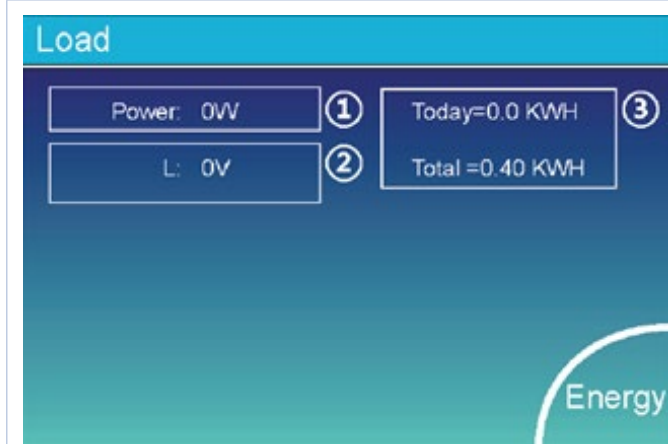 Load
Power: 0W ①
Today=0.0 KWH ③
L: 0V ②
Total =0.40 KWH
Energy